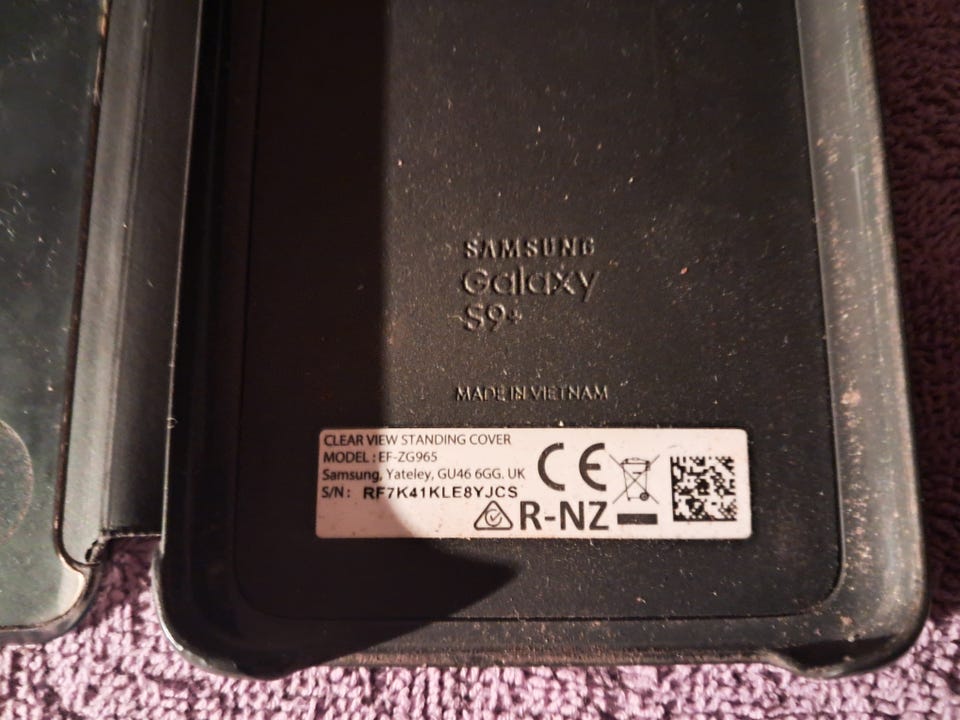 SAMSUNG
Galaxy
S9+
MADE IN VIETNAM
CLEAR VIEW STANDING COVER
MODEL : EF-ZG965
Samsung, Yateley, GU46 6GG. UK
S/N : RF7K41KLE8YJCS
CE
R-NZ